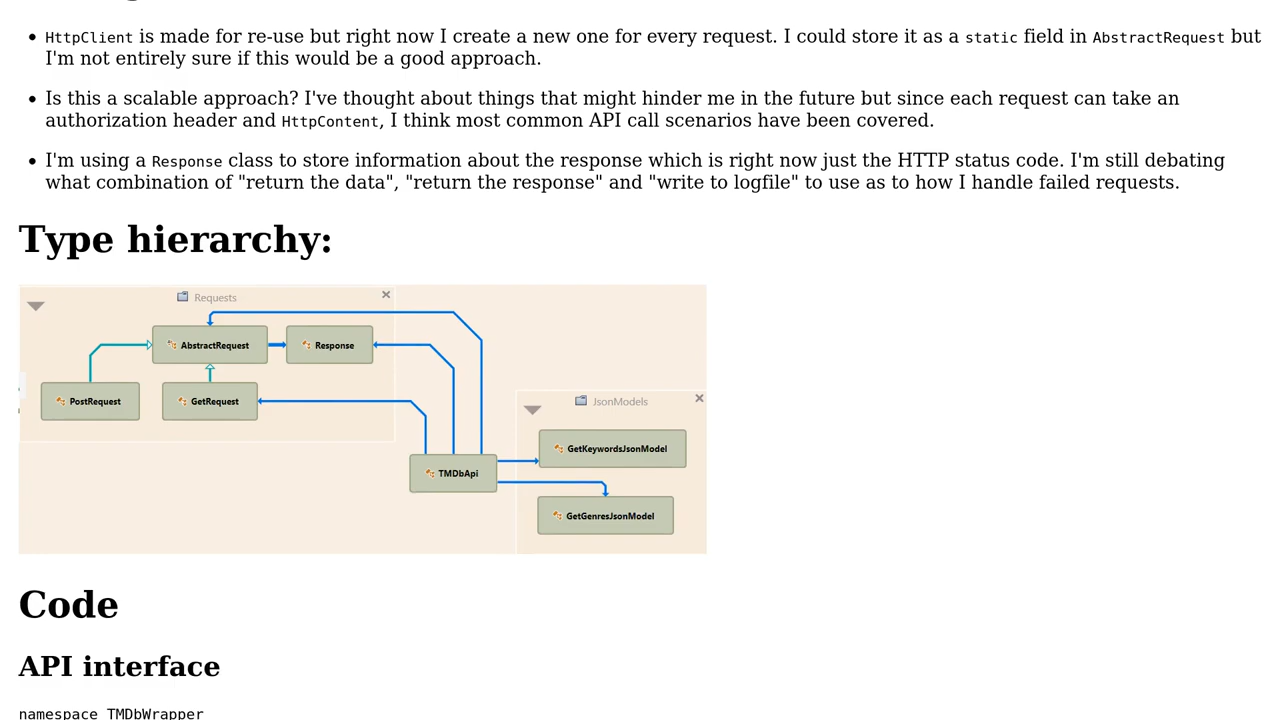 HttpClient is made for re-use but right now I create a new one for every request. I could store it as a static field in AbstractRequest but
I'm not entirely sure if this would be a good approach.
Is this a scalable approach? I've thought about things that might hinder me in the future but since each request can take an
authorization header and HttpContent, I think most common API call scenarios have been covered.
I'm using a Response class to store information about the response which is right now just the HTTP status code. I'm still debating
what combination of "return the data", "return the response" and "write to logfile" to use as to how I handle failed requests.
Type hierarchy:
Requests
AbstractRequest
Response
PostRequest
GetRequest
JsonModels
GetKeywordsJsonModel
TMDbApi
GetGenresJsonModel
Code
API interface
namespace TMDbWrapper